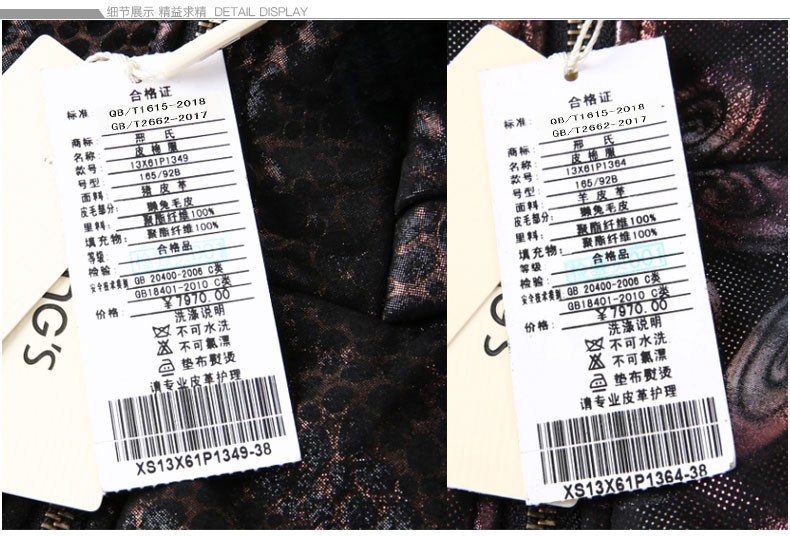 细节展示 精益求精 DETAIL DISPLAY
合格证
标准: QB/T1615-2018
GB/T2662-2017
商标: 邢 氏
名称: 皮棉服
款号: 13X61P1349
号型: 165/92B
面料: 猪皮革
皮毛部分: 獭兔毛皮
里料: 聚酯纤维100%
填充物: 聚酯纤维100%
等级: 合格品
检验:
安全技术类别 GB 20400-2006 C类
GB18401-2010 C类
价格: ¥7970.00
洗涤说明
不可水洗
不可氯漂
垫布熨烫
请专业皮革护理
XS13X61P1349-38
NG'S
合格证
标准: QB/T1615-2018
GB/T2662-2017
商标: 邢 氏
名称: 皮棉服
款号: 13X61P1364
号型: 165/92B
面料: 羊皮革
皮毛部分: 獭兔毛皮
里料: 聚酯纤维100%
填充物: 聚酯纤维100%
等级 合格品
检验:
安全技术类别 GB 20400-2006 C类
GB18401-2010 C类
价格: ¥7970.00
洗涤说明
不可水洗
不可氯漂
垫布熨烫
请专业皮革护理
XS13X61P1364-38
G'S